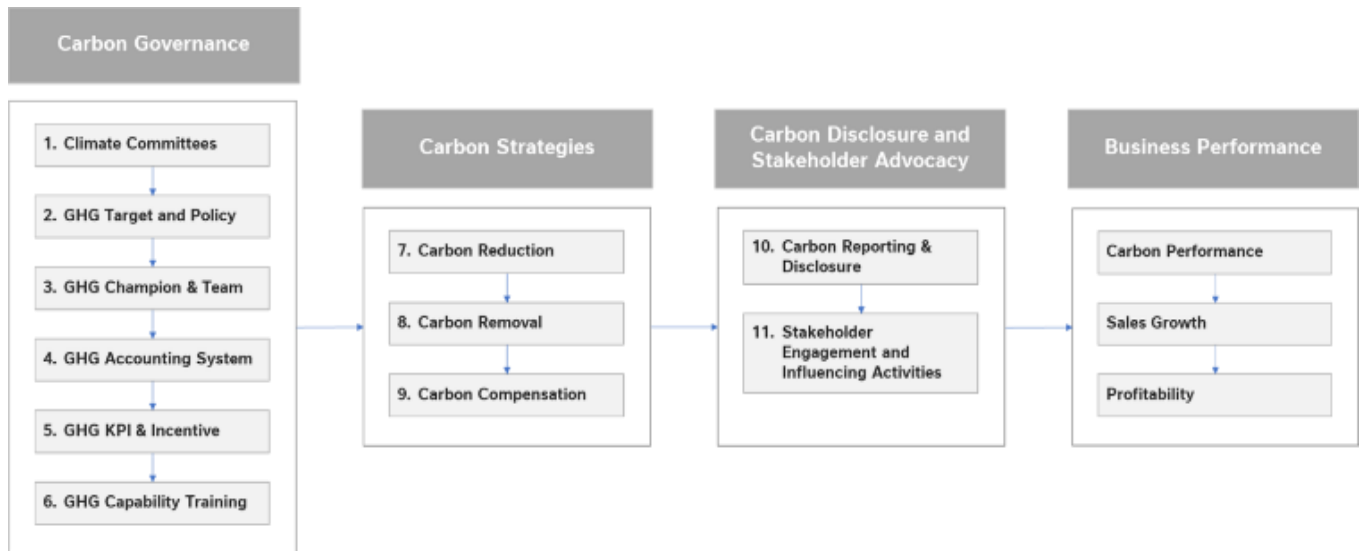 Carbon Governance
1. Climate Committees
2. GHG Target and Policy
3. GHG Champion & Team
4. GHG Accounting System
5. GHG KPI & Incentive
6. GHG Capability Training
Carbon Strategies
7. Carbon Reduction
8. Carbon Removal
9. Carbon Compensation
Carbon Disclosure and
Stakeholder Advocacy
10. Carbon Reporting &
Disclosure
11. Stakeholder
Engagement and
Influencing Activities
Business Performance
Carbon Performance
Sales Growth
Profitability